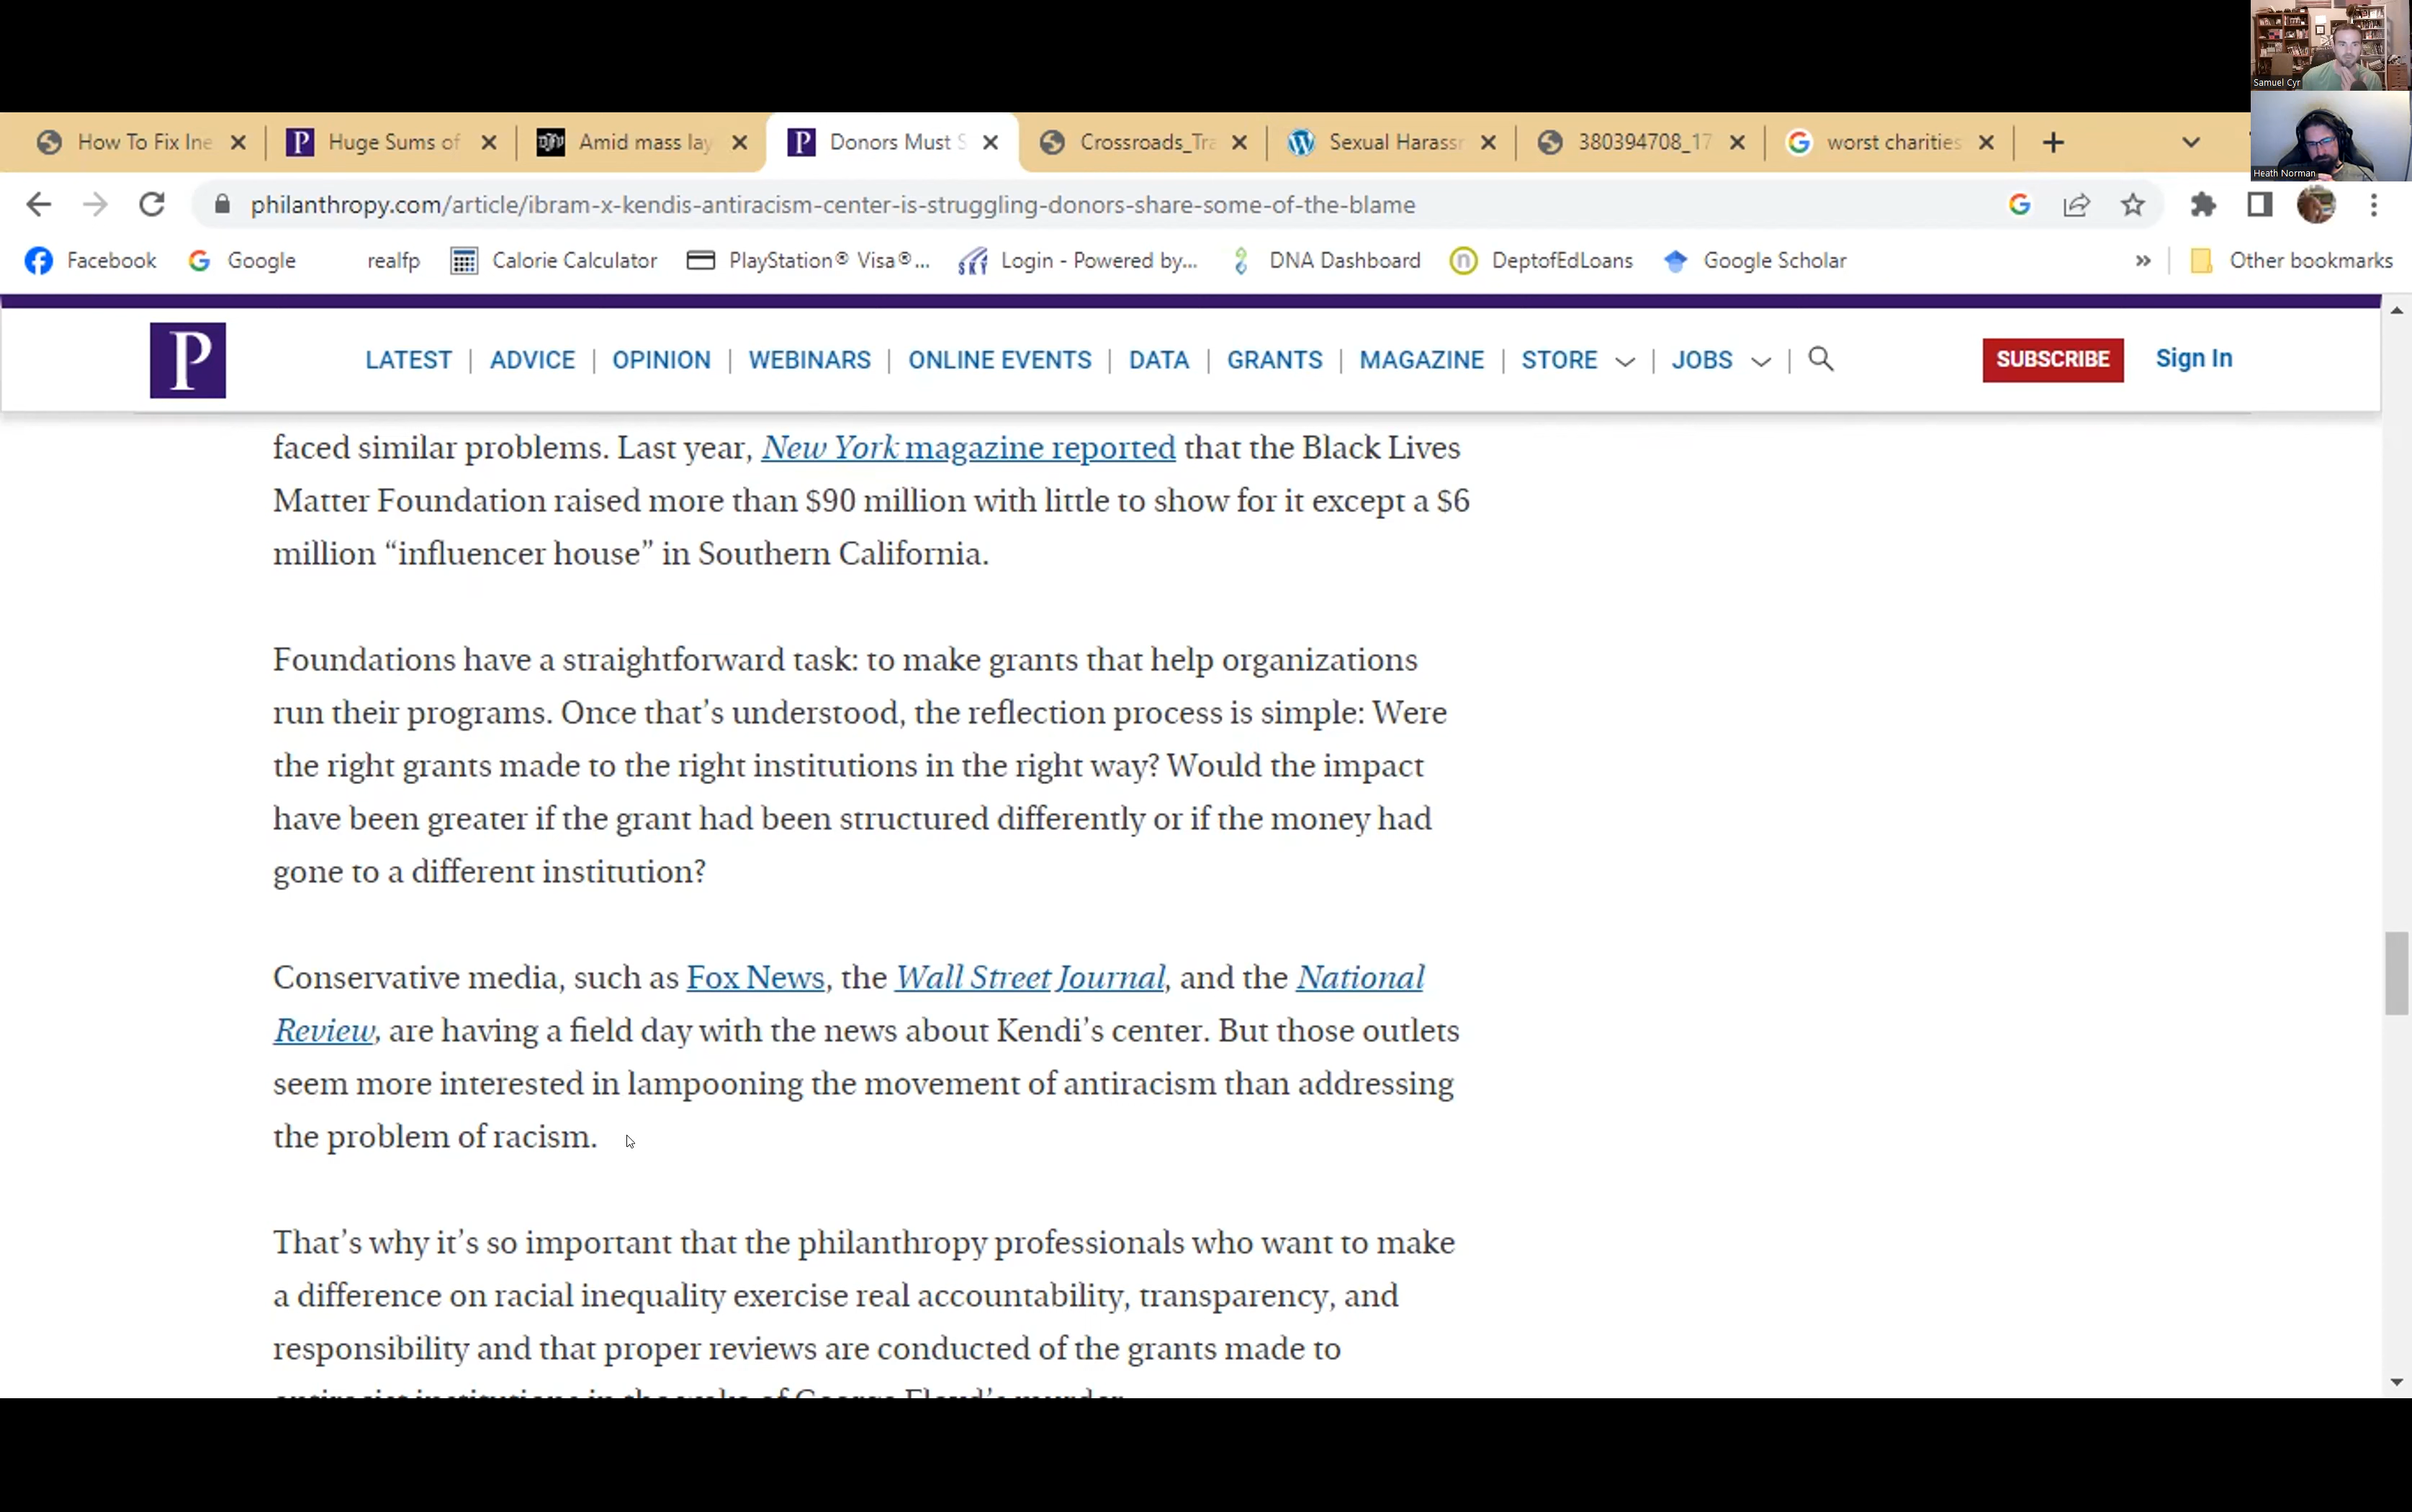 Samuel Cyr
Heath Norman
How To Fix Ine
Huge Sums of
Amid mass lay
Donors Must S
Crossroads_Tra
Sexual Harassr
380394708_17
worst charities
philanthropy.com/article/ibram-x-kendis-antiracism-center-is-struggling-donors-share-some-of-the-blame
Facebook Google realfp Calorie Calculator PlayStation® Visa®... Login - Powered by... DNA Dashboard DeptofEdLoans Google Scholar » Other bookmarks
P LATEST | ADVICE | OPINION | WEBINARS | ONLINE EVENTS | DATA | GRANTS | MAGAZINE | STORE | JOBS | SUBSCRIBE Sign In
faced similar problems. Last year, New York magazine reported that the Black Lives
Matter Foundation raised more than $90 million with little to show for it except a $6
million “influencer house” in Southern California.
Foundations have a straightforward task: to make grants that help organizations
run their programs. Once that’s understood, the reflection process is simple: Were
the right grants made to the right institutions in the right way? Would the impact
have been greater if the grant had been structured differently or if the money had
gone to a different institution?
Conservative media, such as Fox News, the Wall Street Journal, and the National
Review, are having a field day with the news about Kendi’s center. But those outlets
seem more interested in lampooning the movement of antiracism than addressing
the problem of racism.
That’s why it’s so important that the philanthropy professionals who want to make
a difference on racial inequality exercise real accountability, transparency, and
responsibility and that proper reviews are conducted of the grants made to
in the wake of George Floyd’s murder